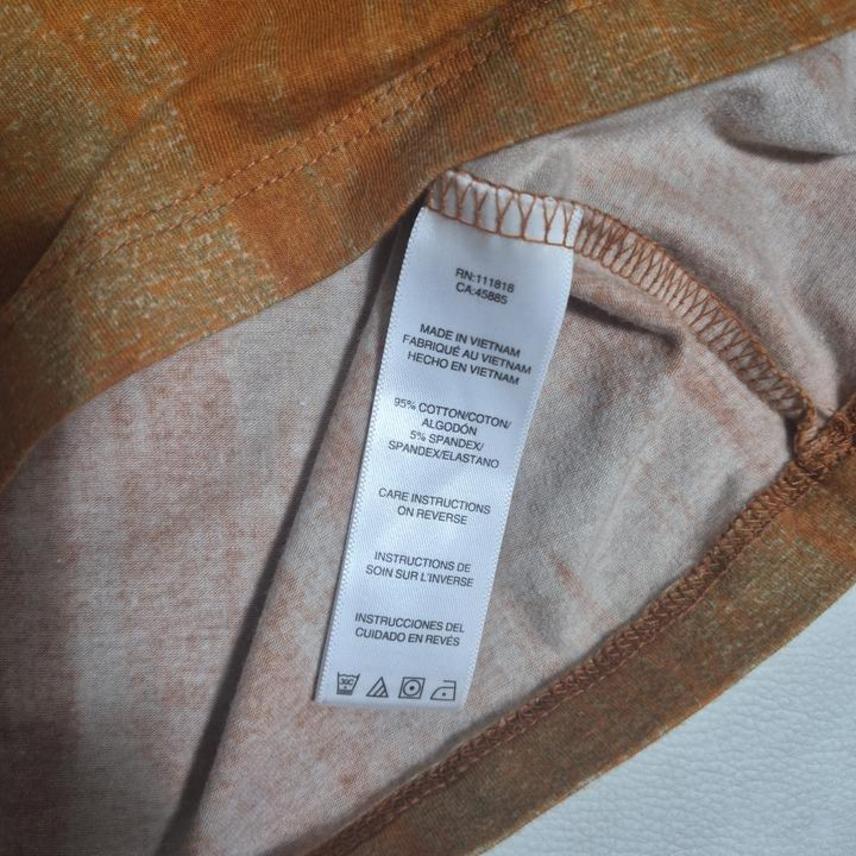 RN:111818
CA:45885
MADE IN VIETNAM
FABRIQUÉ AU VIETNAM
HECHO EN VIETNAM
95% COTTON/COTON/
ALGODÓN
5% SPANDEX/
SPANDEX/ELASTANO
CARE INSTRUCTIONS
ON REVERSE
INSTRUCTIONS DE
SOIN SUR L'INVERSE
INSTRUCCIONES DEL
CUIDADO EN REVÉS
30C